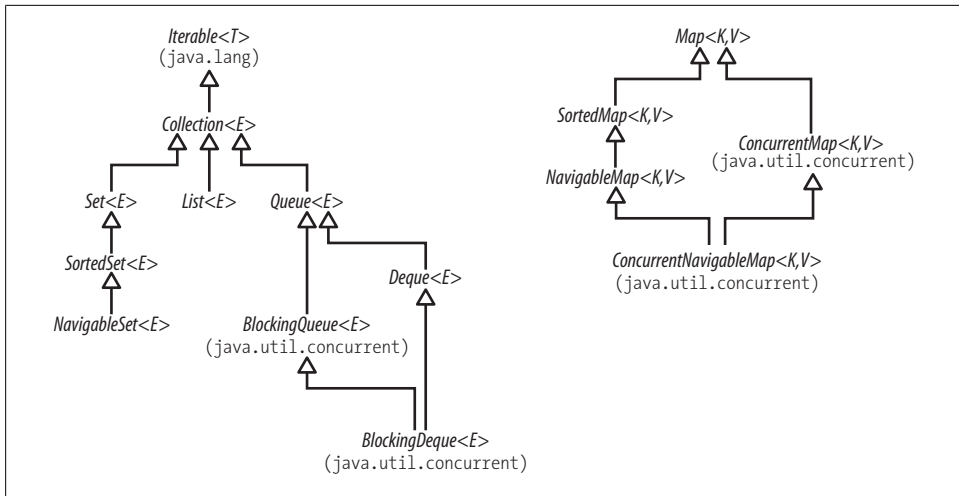 Iterable<T>
(java.lang)
Collection<E>
Set<E>
List<E>
Queue<E>
SortedSet<E>
Deque<E>
NavigableSet<E>
BlockingQueue<E>
(java.util.concurrent)
BlockingDeque<E>
(java.util.concurrent)
Map<K,V>
SortedMap<K,V>
ConcurrentMap<K,V>
(java.util.concurrent)
NavigableMap<K,V>
ConcurrentNavigableMap<K,V>
(java.util.concurrent)